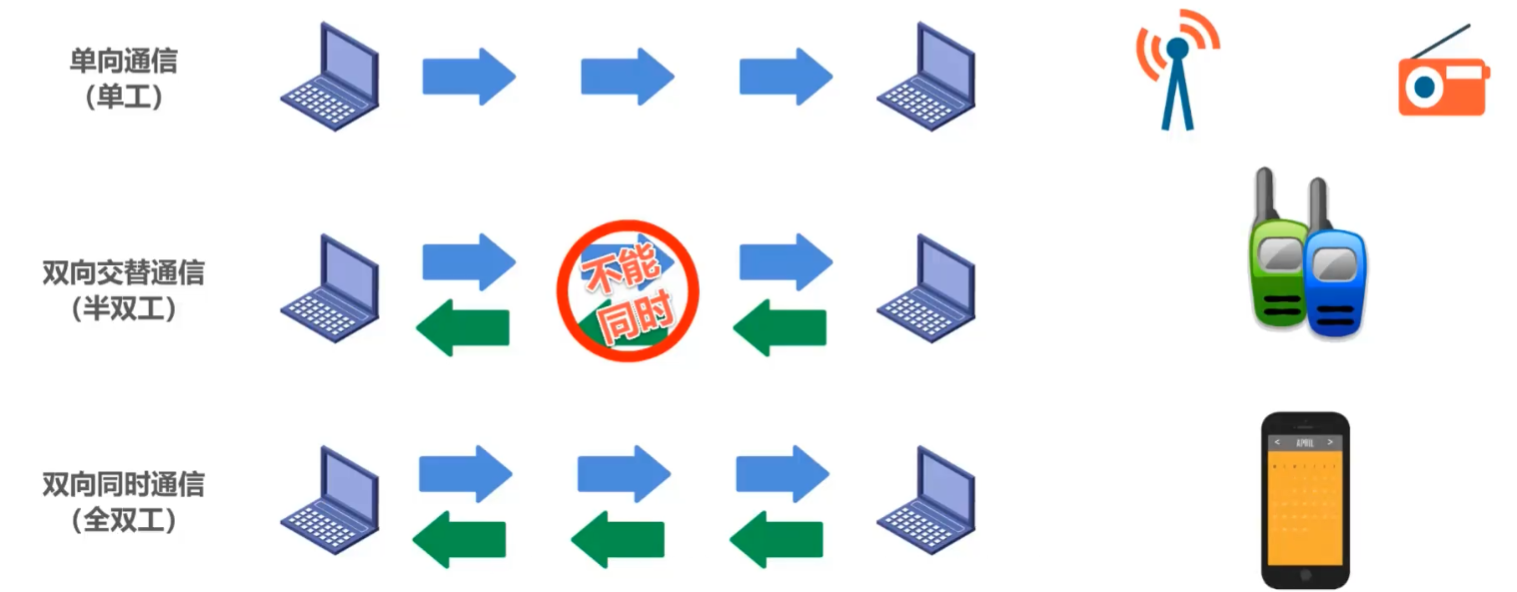 单向通信
（单工）
双向交替通信
（半双工）
不能
同时
双向同时通信
（全双工）
< APRIL >